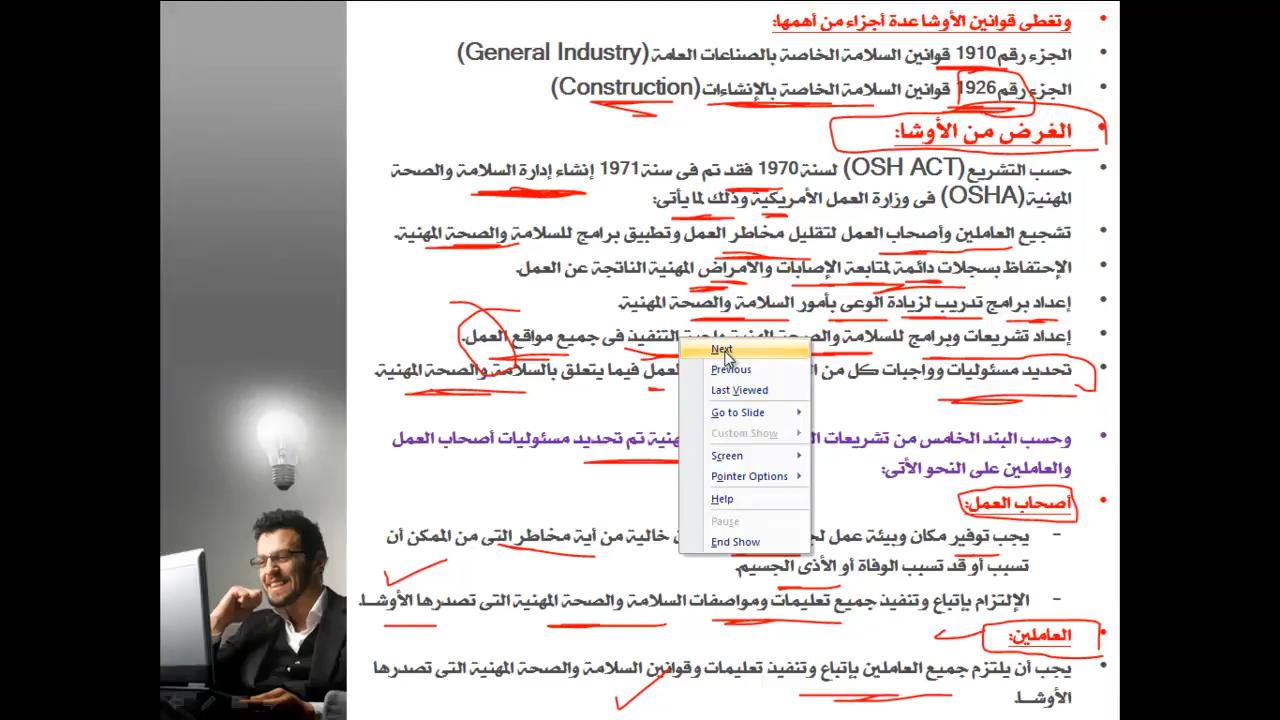 وتغطى قوانين الأوشا عدة أجزاء من أهمها:
الجزء رقم 1910 قوانين السلامة الخاصة بالصناعات العامة (General Industry)
الجزء رقم 1926 قوانين السلامة الخاصة بالإنشاءات (Construction)
الغرض من الأوشا:
حسب التشريع (OSH ACT) لسنة 1970 فقد تم فى سنة 1971 إنشاء إدارة السلامة والصحة
المهنية (OSHA) فى وزارة العمل الأمريكية وذلك لما يأتى:
تشجيع العاملين وأصحاب العمل لتقليل مخاطر العمل وتطبيق برامج للسلامة والصحة المهنية.
الإحتفاظ بسجلات دائمة لمتابعة الإصابات والامراض المهنية الناتجة عن العمل.
إعداد برامج تدريب لزيادة الوعى بأمور السلامة والصحة المهنية.
إعداد تشريعات وبرامج للسلامة والصحة المهنية واجبة التنفيذ فى جميع مواقع العمل.
تحديد مسئوليات وواجبات كل من العمل فيما يتعلق بالسلامة والصحة المهنية.
وحسب البند الخامس من تشريعات المهنية تم تحديد مسئوليات أصحاب العمل
والعاملين على النحو الأتى:
أصحاب العمل:
- يجب توفير مكان وبيئة عمل خالية من أية مخاطر التى من الممكن أن
تسبب أو قد تسبب الوفاة أو الأذى الجسيم.
- الإلتزام بإتباع وتنفيذ جميع تعليمات ومواصفات السلامة والصحة المهنية التى تصدرها الأوشا.
العاملين:
يجب أن يلتزم جميع العاملين بإتباع وتنفيذ تعليمات وقوانين السلامة والصحة المهنية التى تصدرها
الأوشا.
Next
Previous
Last Viewed
Go to Slide
Custom Show
Screen
Pointer Options
Help
Pause
End Show